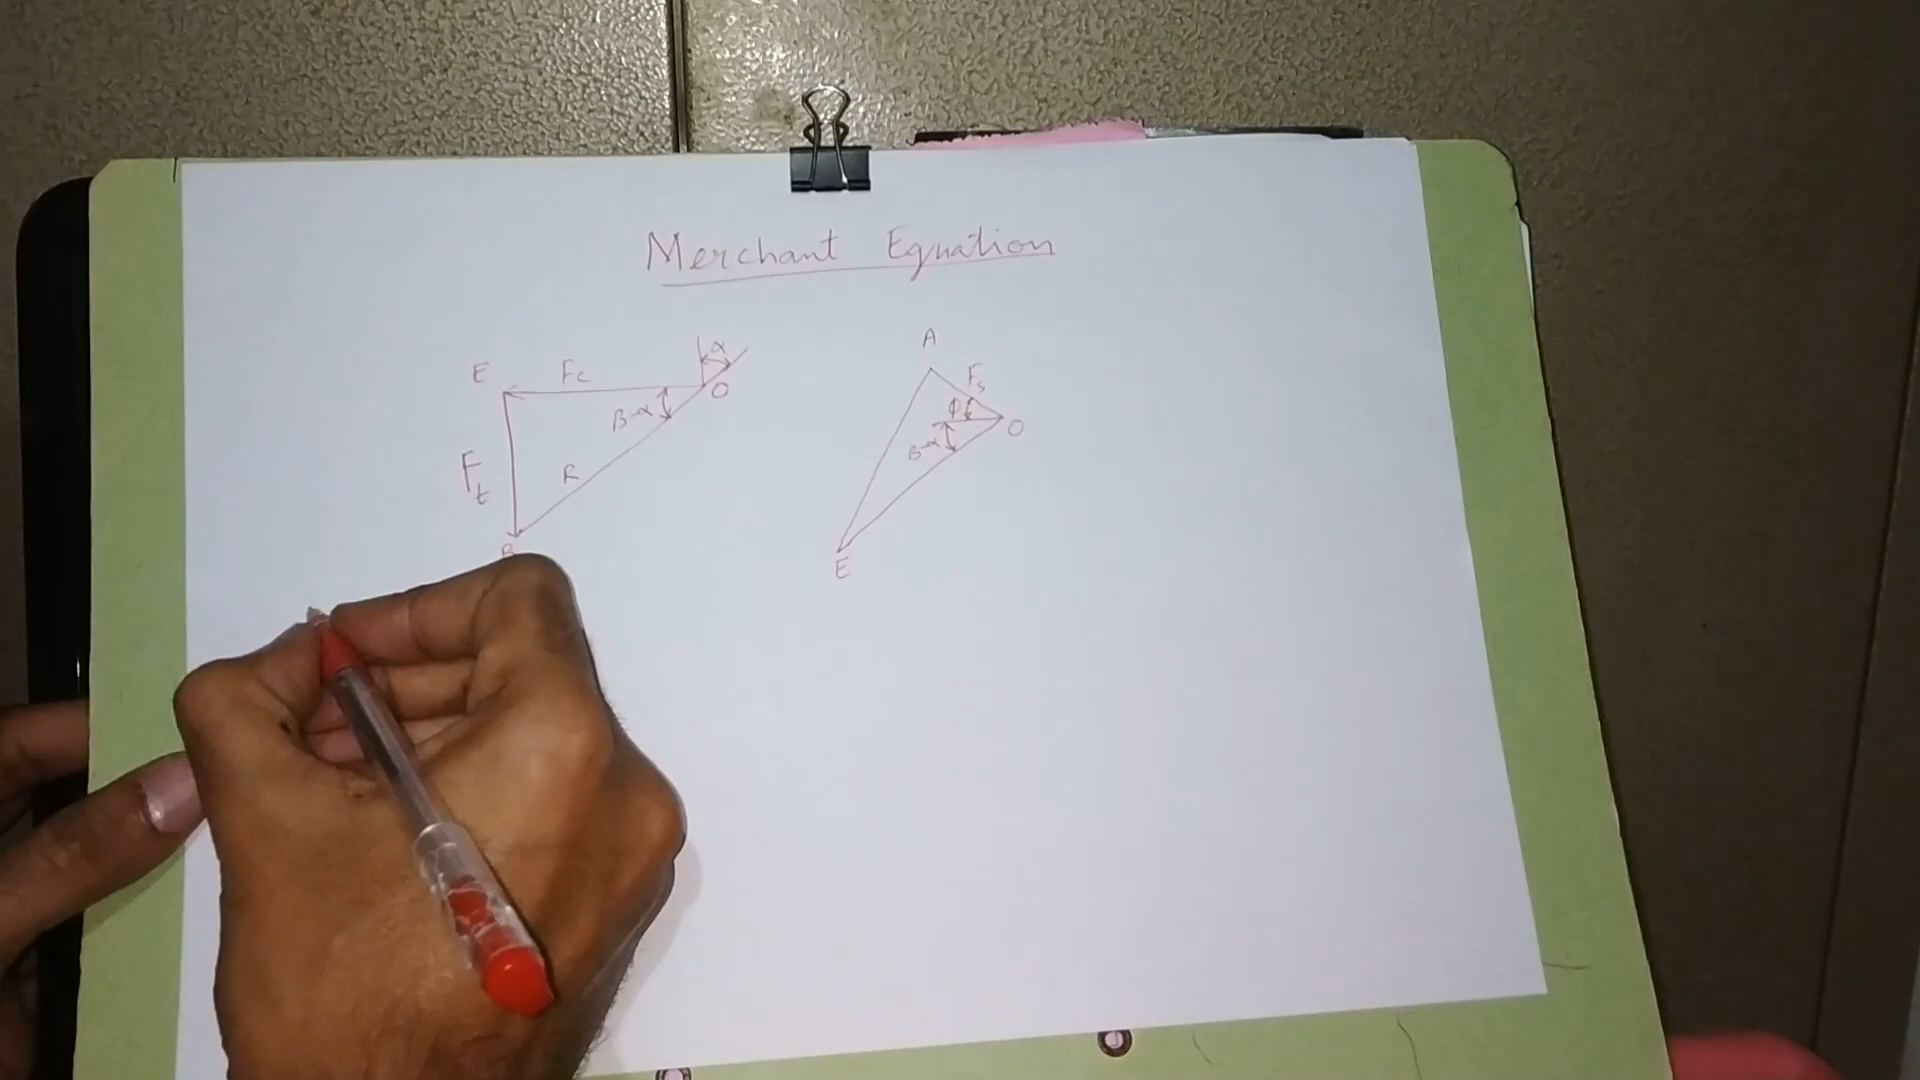 Merchant Equation
E Fc α O
β-α
Ft R
B
A
Fs
φ O
β-α
E